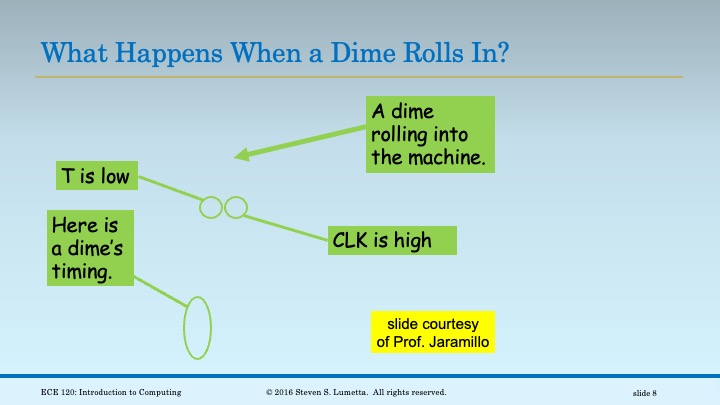 What Happens When a Dime Rolls In?
A dime
rolling into
the machine.
T is low
Here is
a dime’s
timing.
CLK is high
slide courtesy
of Prof. Jaramillo
ECE 120: Introduction to Computing
© 2016 Steven S. Lumetta. All rights reserved.
slide 8